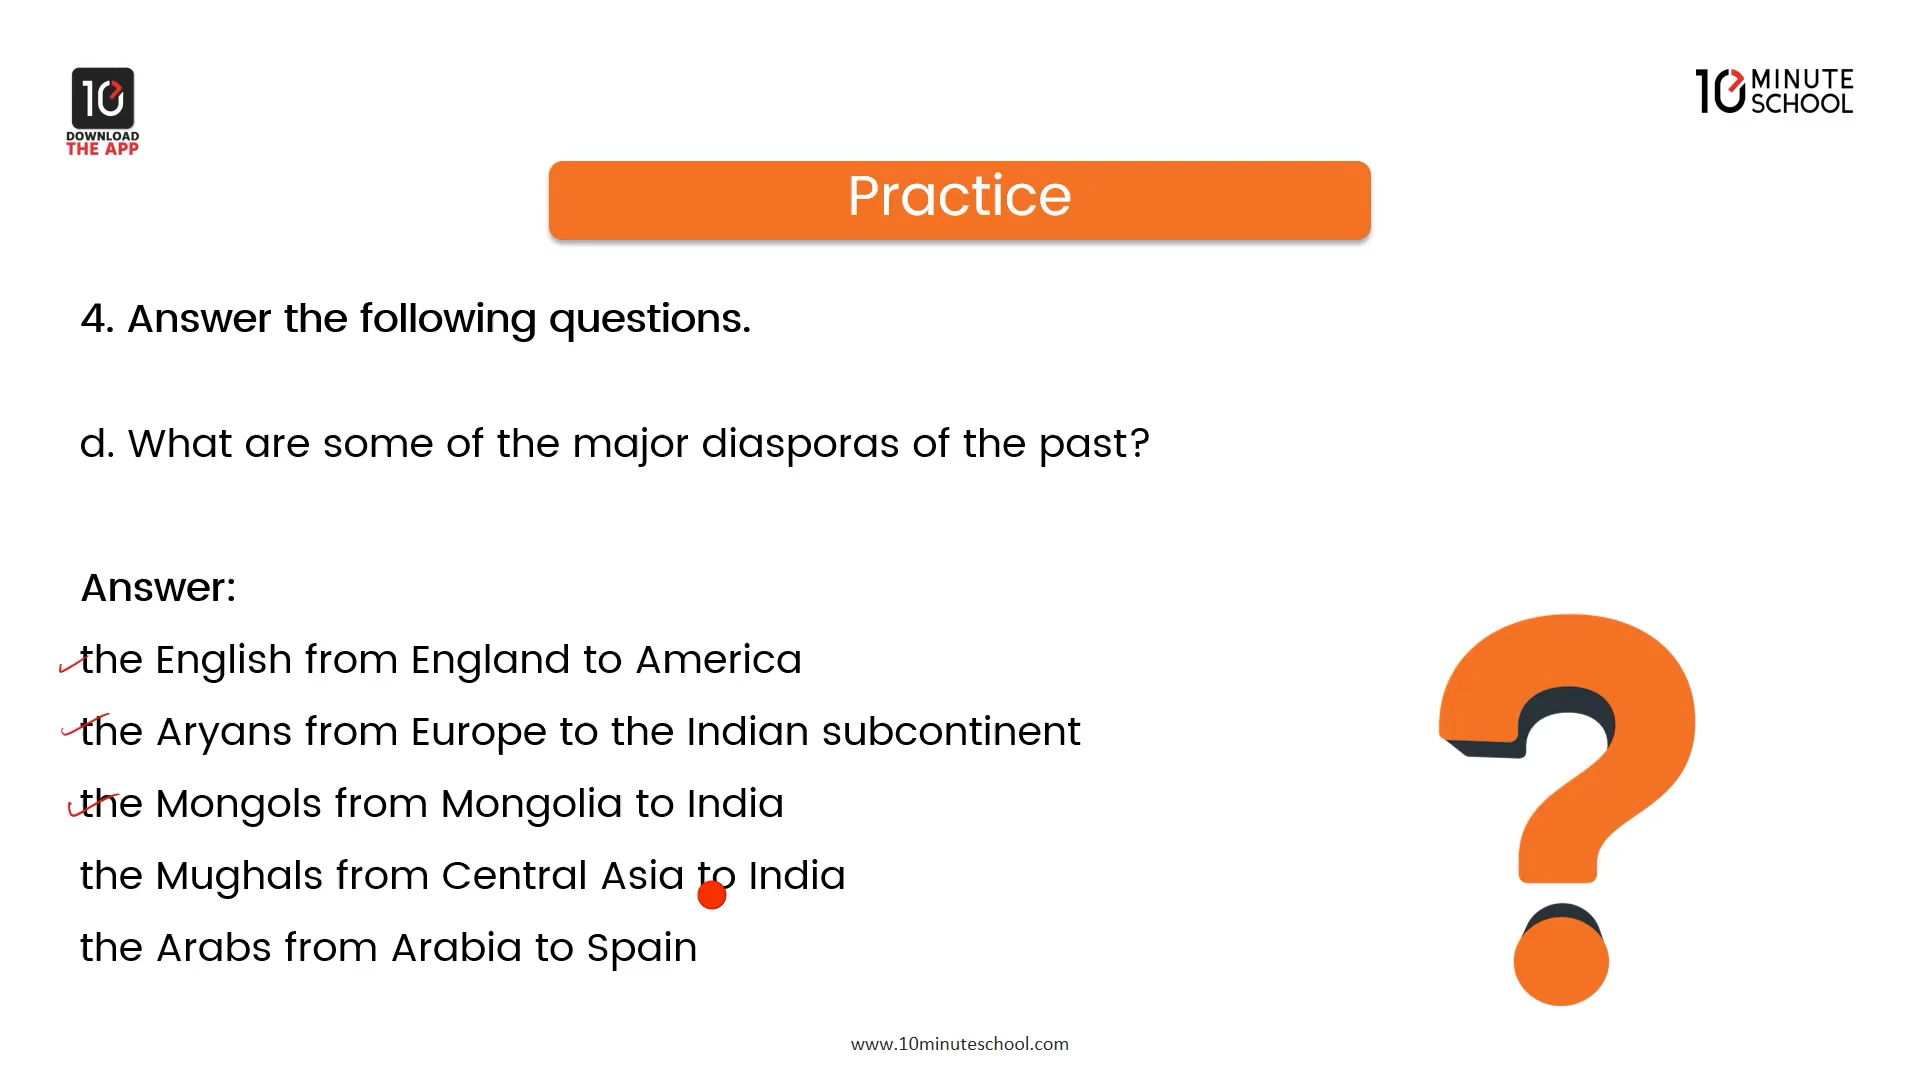 10
DOWNLOAD
THE APP
10 MINUTE
SCHOOL
Practice
4. Answer the following questions.
d. What are some of the major diasporas of the past?
Answer:
the English from England to America
the Aryans from Europe to the Indian subcontinent
the Mongols from Mongolia to India
the Mughals from Central Asia to India
the Arabs from Arabia to Spain
?
www.10minuteschool.com